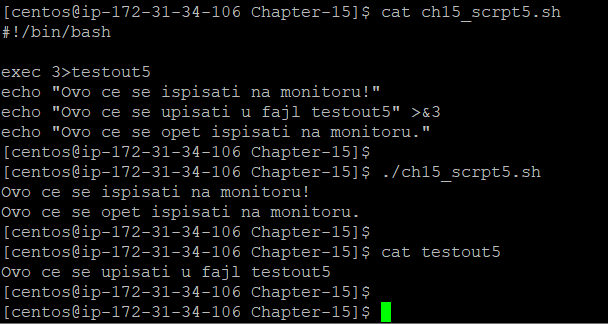 [centos@ip-172-31-34-106 Chapter-15]$ cat ch15_scrpt5.sh
#!/bin/bash
exec 3>testout5
echo "Ovo ce se ispisati na monitoru!"
echo "Ovo ce se upisati u fajl testout5" >&3
echo "Ovo ce se opet ispisati na monitoru."
[centos@ip-172-31-34-106 Chapter-15]$
[centos@ip-172-31-34-106 Chapter-15]$ ./ch15_scrpt5.sh
Ovo ce se ispisati na monitoru!
Ovo ce se opet ispisati na monitoru.
[centos@ip-172-31-34-106 Chapter-15]$
[centos@ip-172-31-34-106 Chapter-15]$ cat testout5
Ovo ce se upisati u fajl testout5
[centos@ip-172-31-34-106 Chapter-15]$
[centos@ip-172-31-34-106 Chapter-15]$